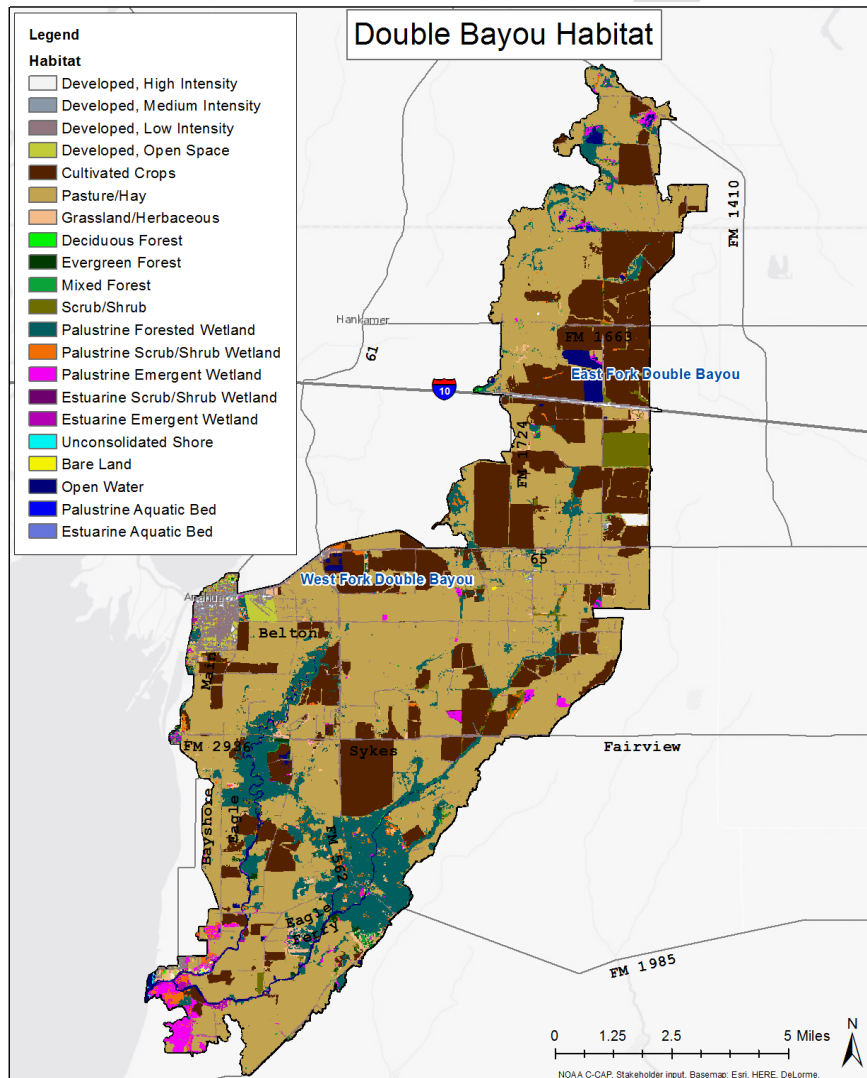 Double Bayou Habitat
Legend
Habitat
Developed, High Intensity
Developed, Medium Intensity
Developed, Low Intensity
Developed, Open Space
Cultivated Crops
Pasture/Hay
Grassland/Herbaceous
Deciduous Forest
Evergreen Forest
Mixed Forest
Scrub/Shrub
Palustrine Forested Wetland
Palustrine Scrub/Shrub Wetland
Palustrine Emergent Wetland
Estuarine Scrub/Shrub Wetland
Estuarine Emergent Wetland
Unconsolidated Shore
Bare Land
Open Water
Palustrine Aquatic Bed
Estuarine Aquatic Bed
FM 1410
Hankamer
61
FM 1663
East Fork Double Bayou
10
FM 1724
65
West Fork Double Bayou
Belton
Main
FM 2936
Sykes
Fairview
Bayshore
Eagle
FM 562
Eagle
Ferry
FM 1985
0 1.25 2.5 5 Miles
N
NOAA C-CAP, Stakeholder input, Basemap: Esri, HERE, DeLorme,